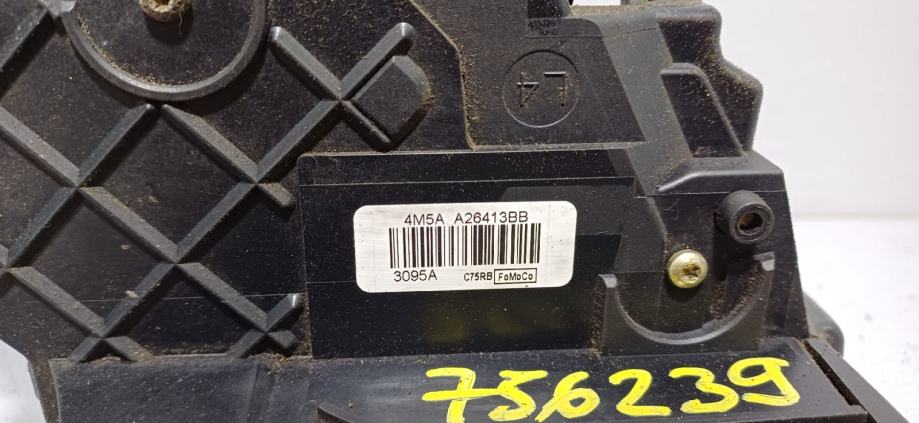 L4
4M5A A26413BB
3095A C75RB FoMoCo
756239